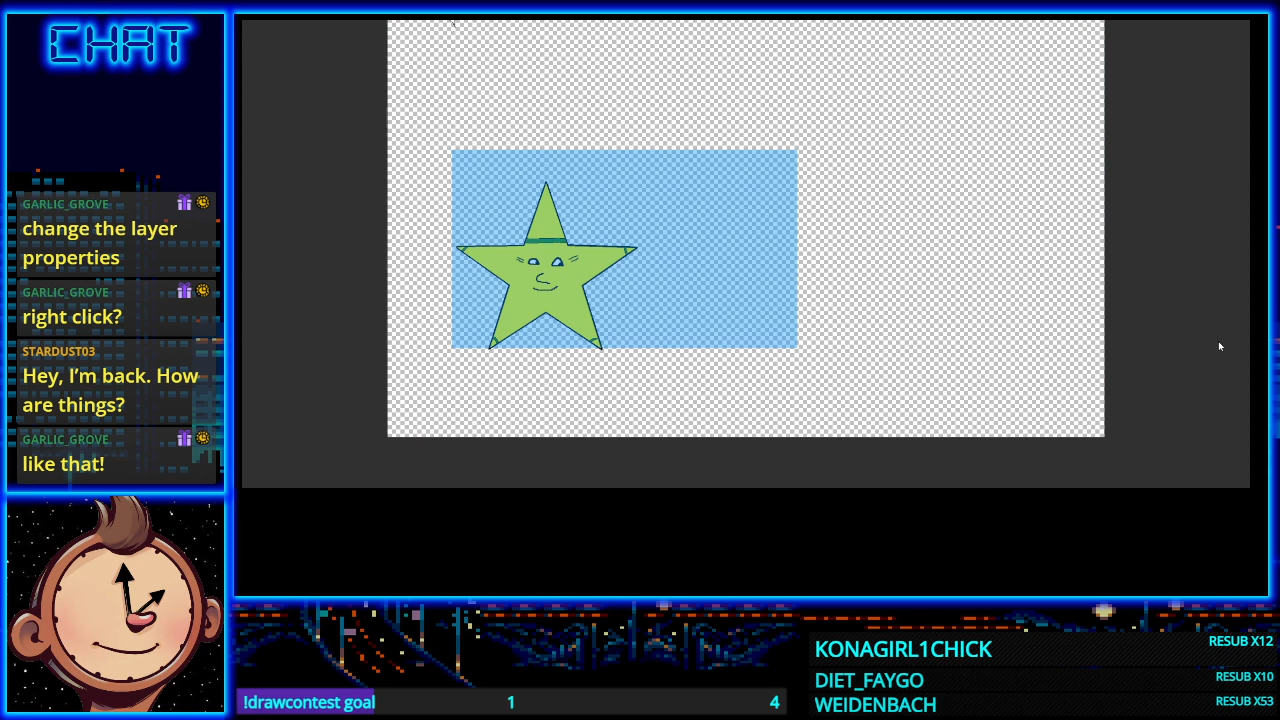 CHAT
GARLIC_GROVE
change the layer
properties
GARLIC_GROVE
right click?
STARDUST03
Hey, I’m back. How
are things?
GARLIC_GROVE
like that!
!drawcontest goal 1 4
KONAGIRL1CHICK RESUB X12
DIET_FAYGO RESUB X10
WEIDENBACH RESUB X53